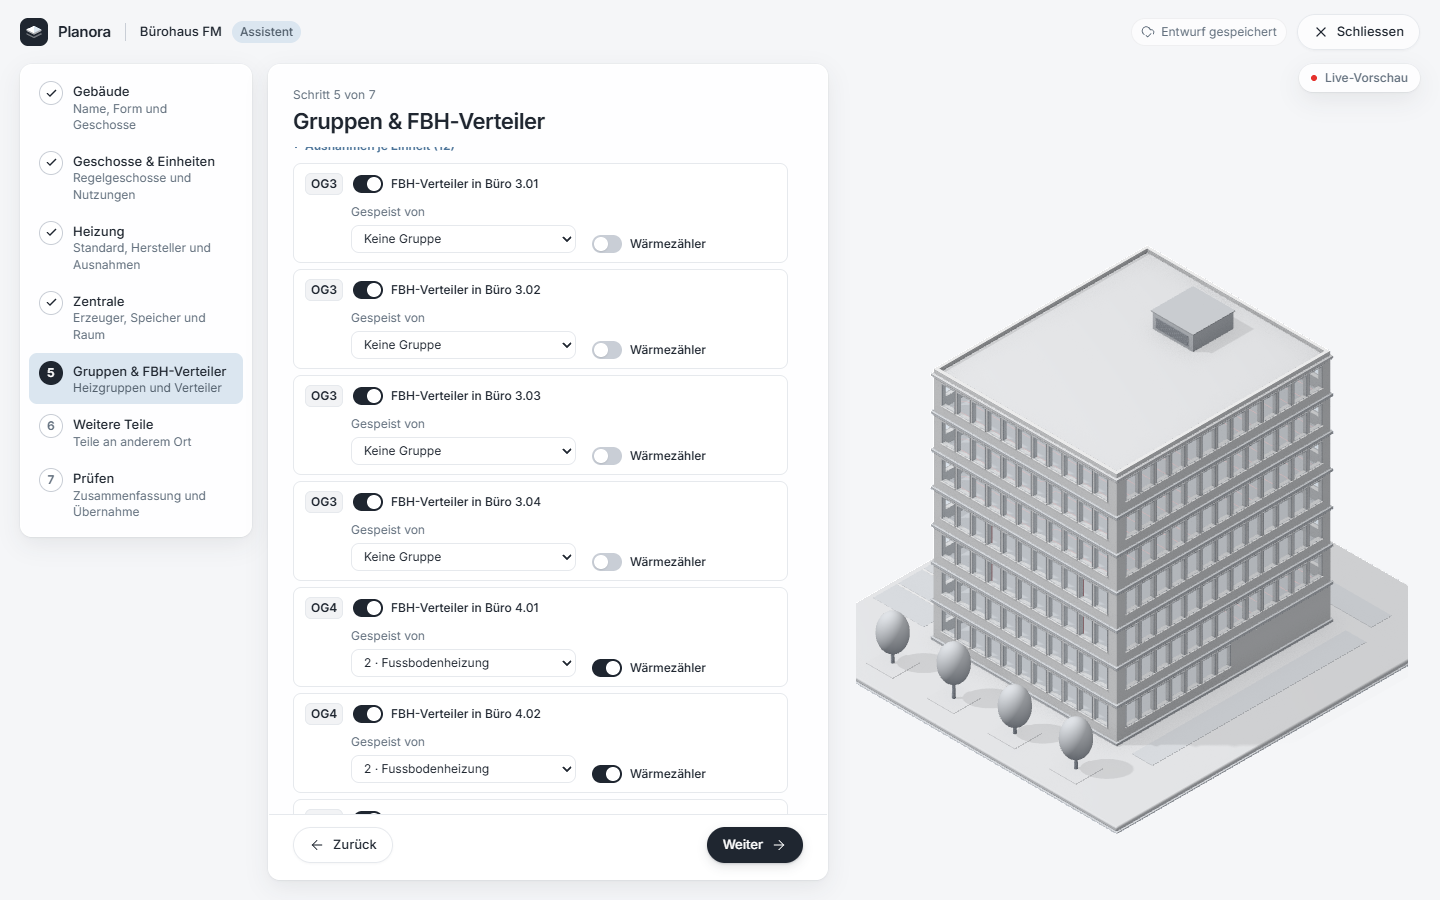 Planora
Bürohaus FM
Assistent
Entwurf gespeichert
Schliessen
Gebäude
Name, Form und
Geschosse
Geschosse & Einheiten
Regelgeschosse und
Nutzungen
Heizung
Standard, Hersteller und
Ausnahmen
Zentrale
Erzeuger, Speicher und
Raum
5
Gruppen & FBH-Verteiler
Heizgruppen und Verteiler
6
Weitere Teile
Teile an anderem Ort
7
Prüfen
Zusammenfassung und
Übernahme
Schritt 5 von 7
Gruppen & FBH-Verteiler
Ausnahmen je Einheit (12)
OG3 FBH-Verteiler in Büro 3.01
Gespeist von
Keine Gruppe
Wärmezähler
OG3 FBH-Verteiler in Büro 3.02
Gespeist von
Keine Gruppe
Wärmezähler
OG3 FBH-Verteiler in Büro 3.03
Gespeist von
Keine Gruppe
Wärmezähler
OG3 FBH-Verteiler in Büro 3.04
Gespeist von
Keine Gruppe
Wärmezähler
OG4 FBH-Verteiler in Büro 4.01
Gespeist von
2 · Fussbodenheizung
Wärmezähler
OG4 FBH-Verteiler in Büro 4.02
Gespeist von
2 · Fussbodenheizung
Wärmezähler
Zurück
Weiter
Live-Vorschau